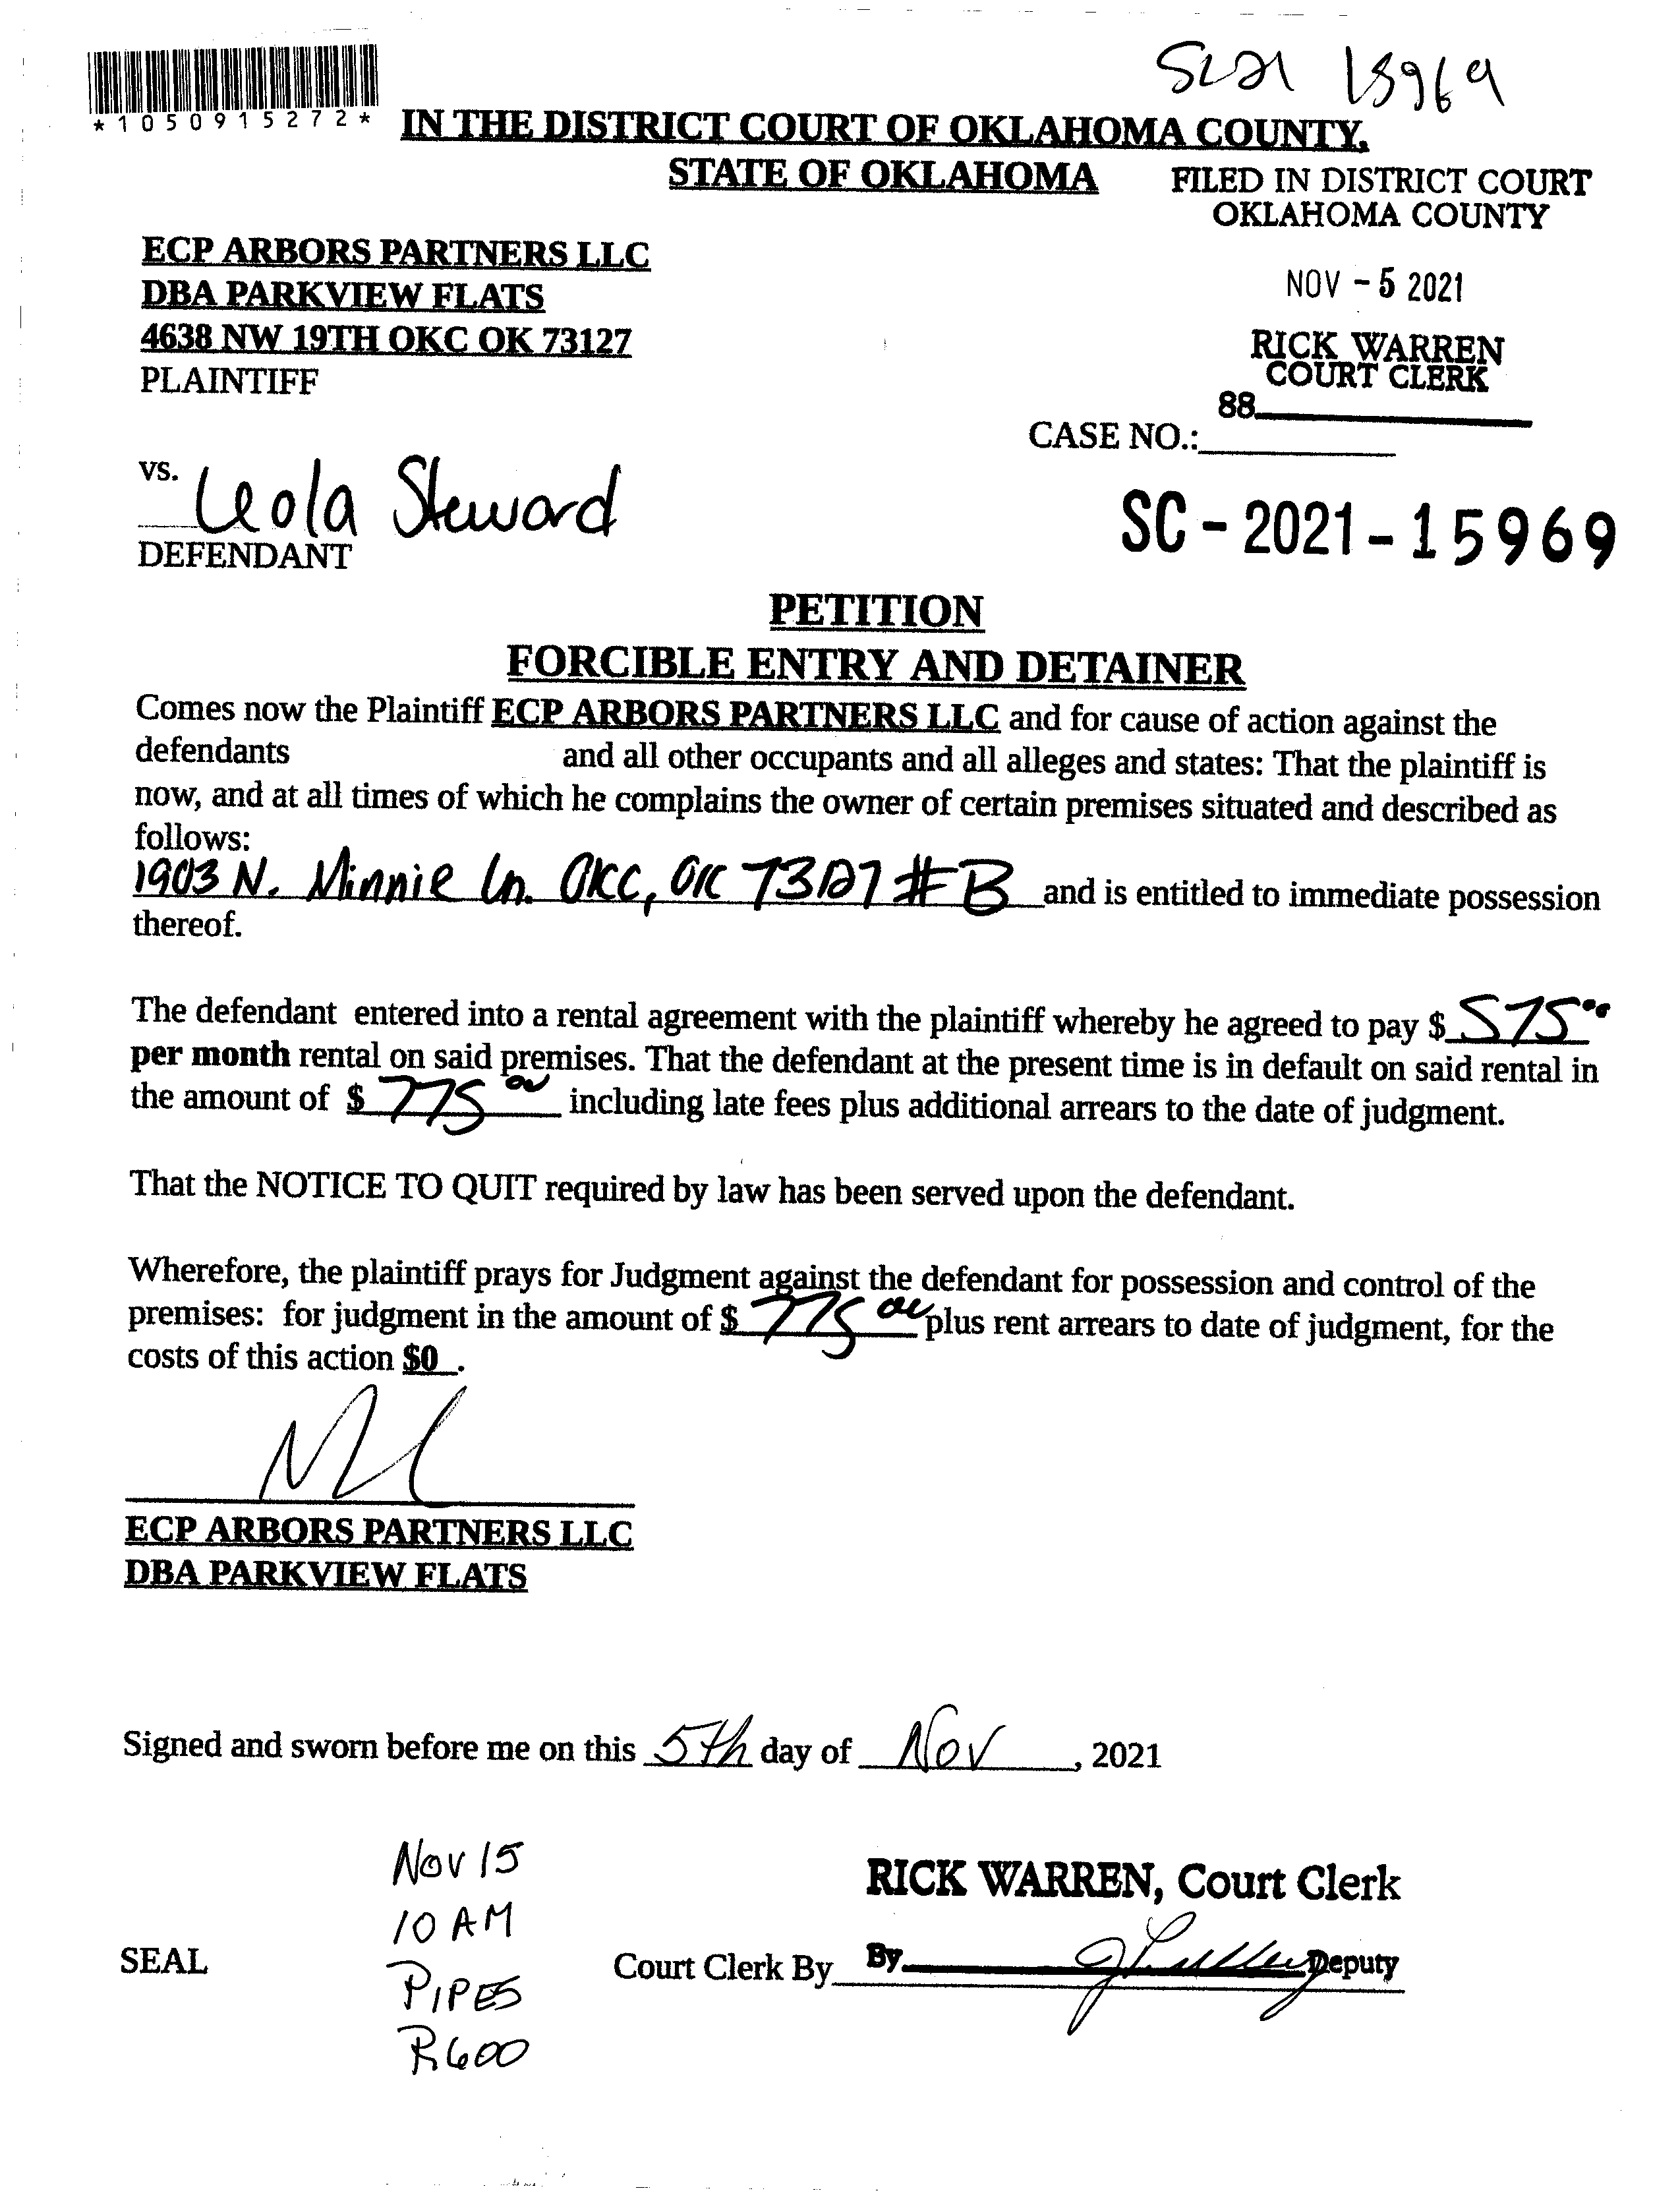 SC21 15969
*1050915272*
IN THE DISTRICT COURT OF OKLAHOMA COUNTY,
STATE OF OKLAHOMA
FILED IN DISTRICT COURT
OKLAHOMA COUNTY
ECP ARBORS PARTNERS LLC
DBA PARKVIEW FLATS
4638 NW 19TH OKC OK 73127
PLAINTIFF
NOV - 5 2021
RICK WARREN
COURT CLERK
88
CASE NO.:
vs. Leola Steward
DEFENDANT
SC - 2021 - 15969
PETITION
FORCIBLE ENTRY AND DETAINER
Comes now the Plaintiff ECP ARBORS PARTNERS LLC and for cause of action against the
defendants and all other occupants and all alleges and states: That the plaintiff is
now, and at all times of which he complains the owner of certain premises situated and described as
follows:
1903 N. Minnie Ln. OKC, OK 73127 #B and is entitled to immediate possession
thereof.
The defendant entered into a rental agreement with the plaintiff whereby he agreed to pay $ 575.00
per month rental on said premises. That the defendant at the present time is in default on said rental in
the amount of $ 775 00 including late fees plus additional arrears to the date of judgment.
That the NOTICE TO QUIT required by law has been served upon the defendant.
Wherefore, the plaintiff prays for Judgment against the defendant for possession and control of the
premises: for judgment in the amount of $ 775 00 plus rent arrears to date of judgment, for the
costs of this action $0 .
ECP ARBORS PARTNERS LLC
DBA PARKVIEW FLATS
Signed and sworn before me on this 5th day of Nov , 2021
Nov 15
10 AM
PIPES
R600
SEAL
RICK WARREN, Court Clerk
Court Clerk By By Deputy